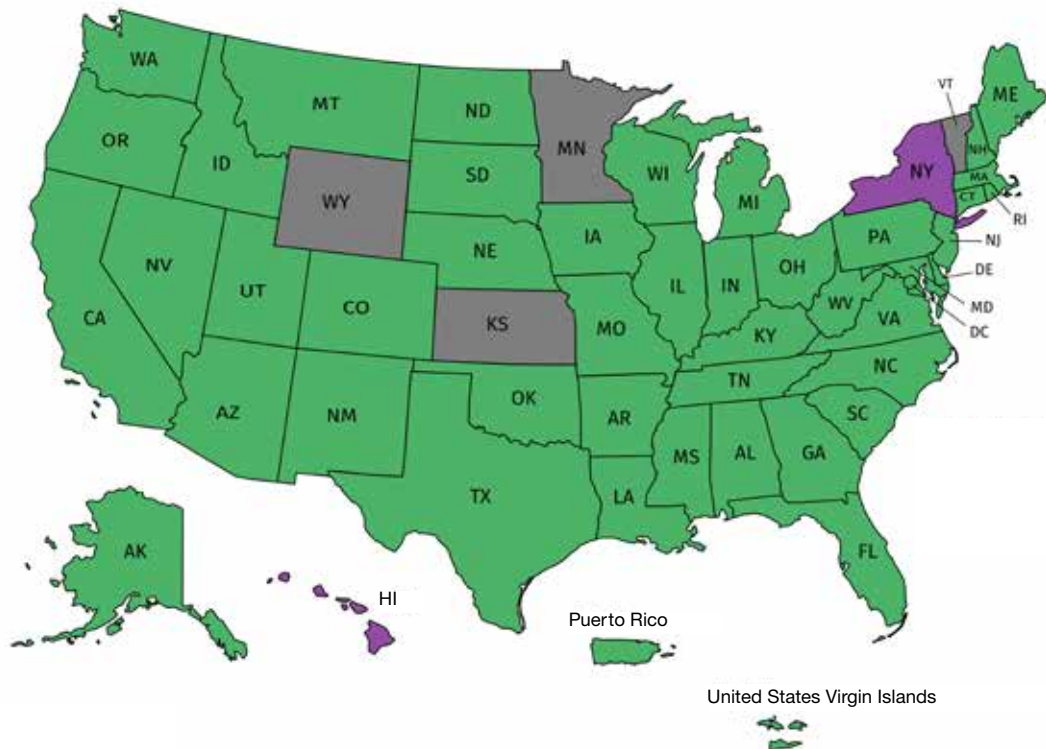 WA
MT
ND
MN
VT
ME
OR
ID
SD
WI
MI
NY
NH
MA
CT
RI
WY
NE
IA
PA
NJ
NV
UT
CO
KS
IL
IN
OH
DE
MD
DC
WV
VA
CA
MO
KY
AZ
NM
OK
AR
TN
NC
SC
TX
LA
MS
AL
GA
FL
AK
HI
Puerto Rico
United States Virgin Islands